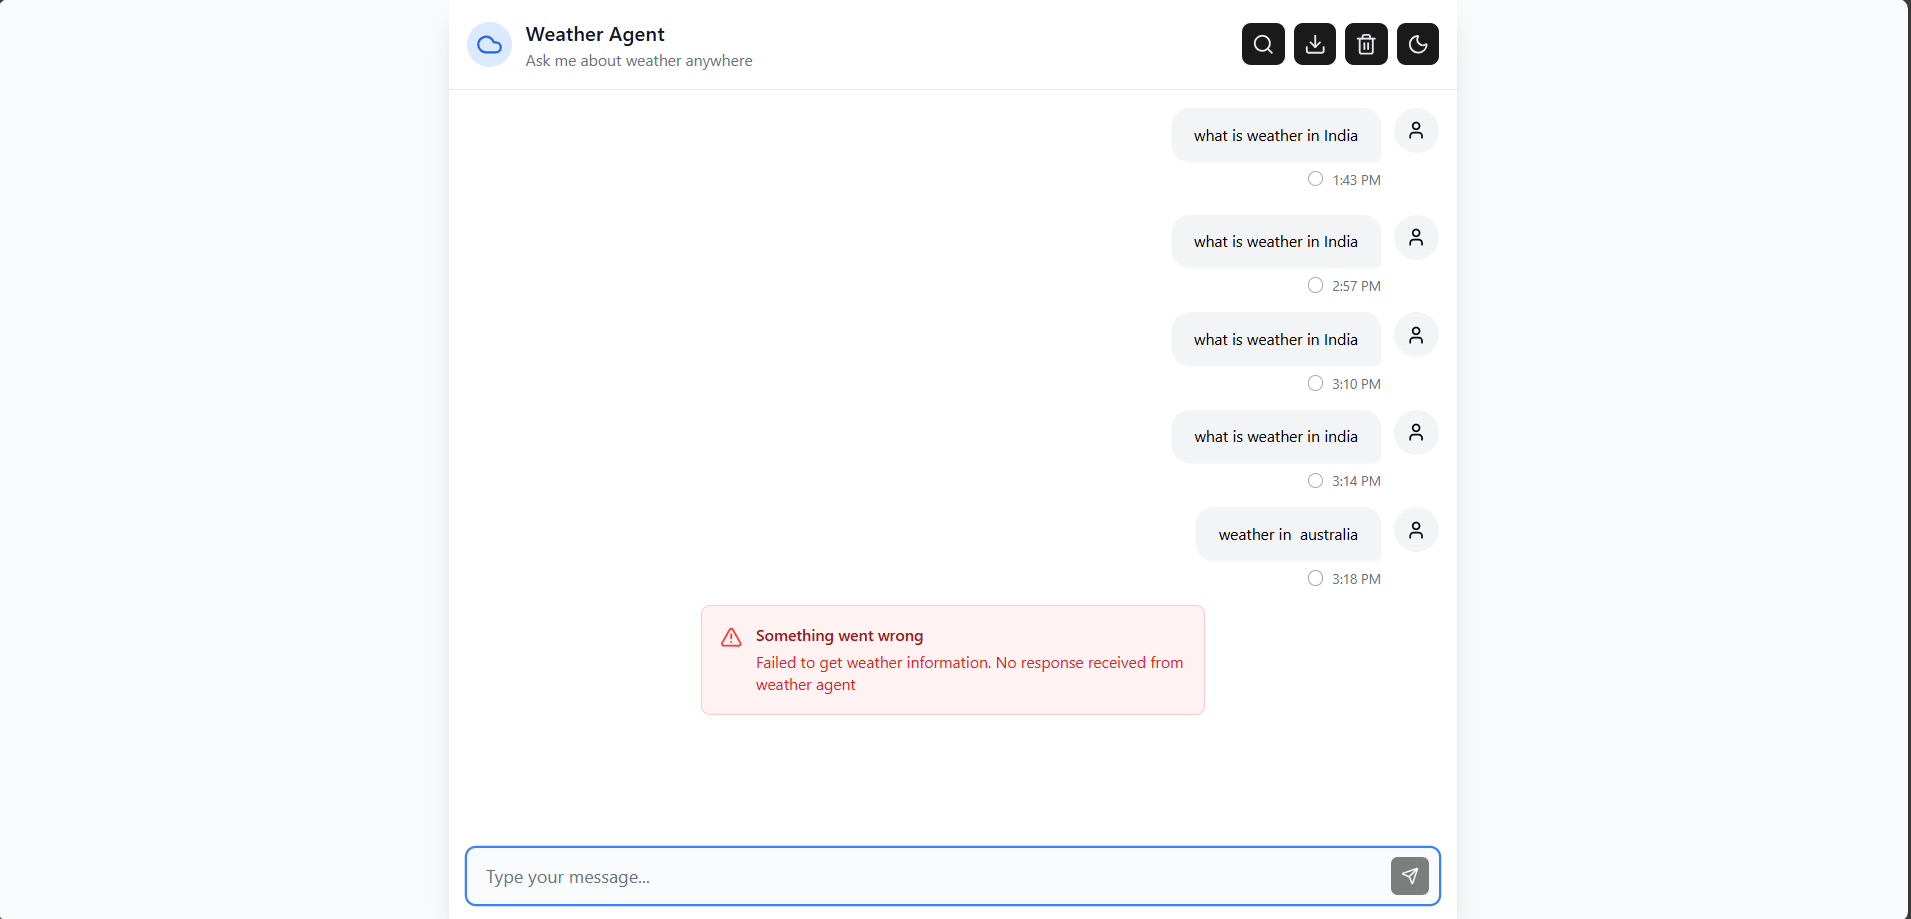 Weather Agent
Ask me about weather anywhere
what is weather in India
1:43 PM
what is weather in India
2:57 PM
what is weather in India
3:10 PM
what is weather in india
3:14 PM
weather in  australia
3:18 PM
Something went wrong
Failed to get weather information. No response received from
weather agent
Type your message...